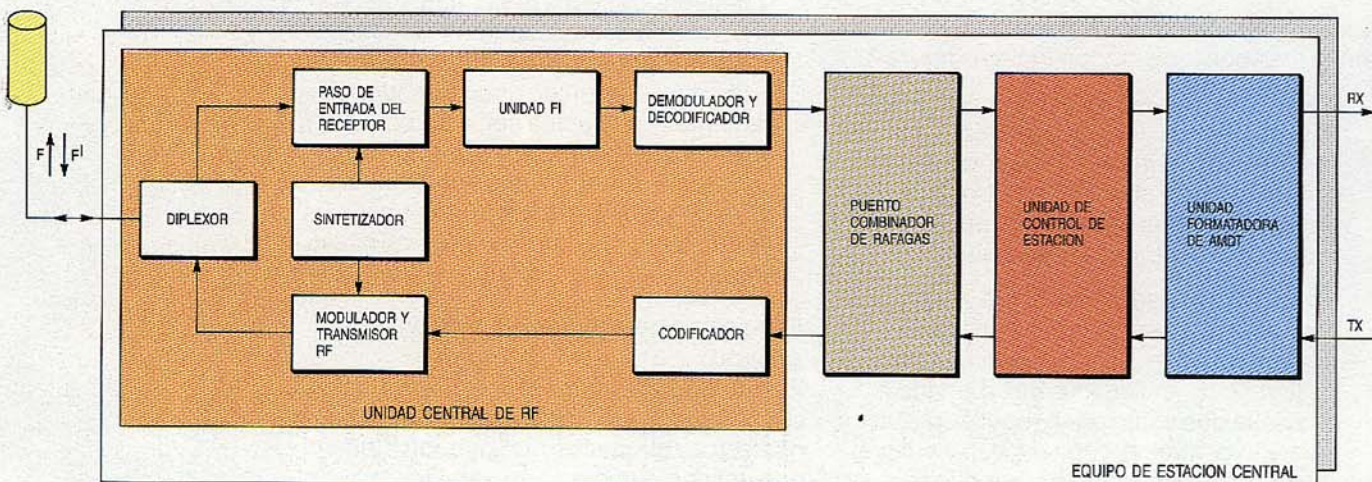 F
F|
DIPLEXOR
PASO DE
ENTRADA DEL
RECEPTOR
UNIDAD FI
DEMODULADOR Y
DECODIFICADOR
SINTETIZADOR
MODULADOR Y
TRANSMISOR
RF
CODIFICADOR
UNIDAD CENTRAL DE RF
PUERTO
COMBINADOR
DE RAFAGAS
UNIDAD DE
CONTROL DE
ESTACION
UNIDAD
FORMATADORA
DE AMDT
RX
TX
EQUIPO DE ESTACION CENTRAL